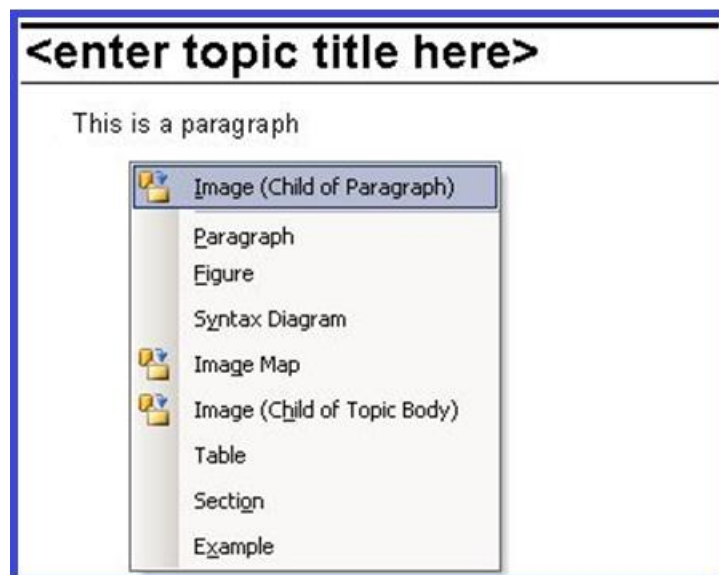 <enter topic title here>
This is a paragraph
Image (Child of Paragraph)
Paragraph
Figure
Syntax Diagram
Image Map
Image (Child of Topic Body)
Table
Section
Example